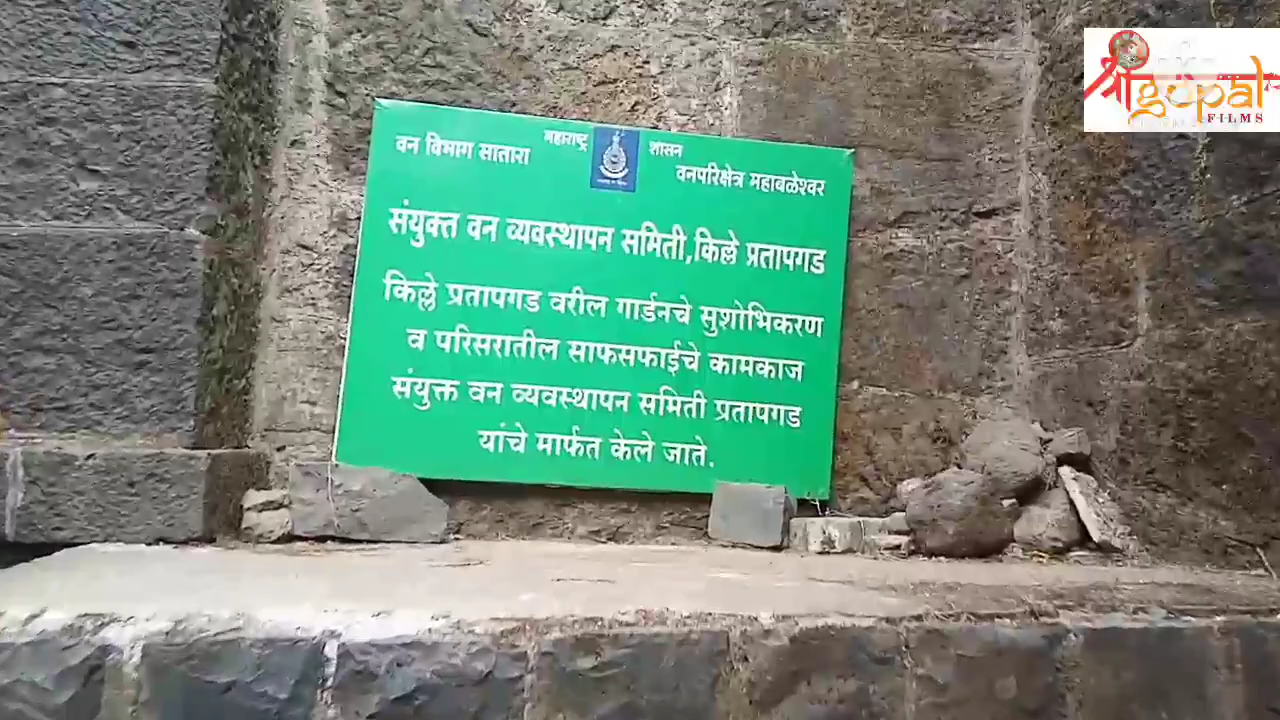 श्री gopal
FILMS
महाराष्ट्र शासन
वन विभाग सातारा
वनपरिक्षेत्र महाबळेश्वर
संयुक्त वन व्यवस्थापन समिती,किल्ले प्रतापगड
किल्ले प्रतापगड वरील गार्डनचे सुशोभिकरण
व परिसरातील साफसफाईचे कामकाज
संयुक्त वन व्यवस्थापन समिती प्रतापगड
यांचे मार्फत केले जाते.